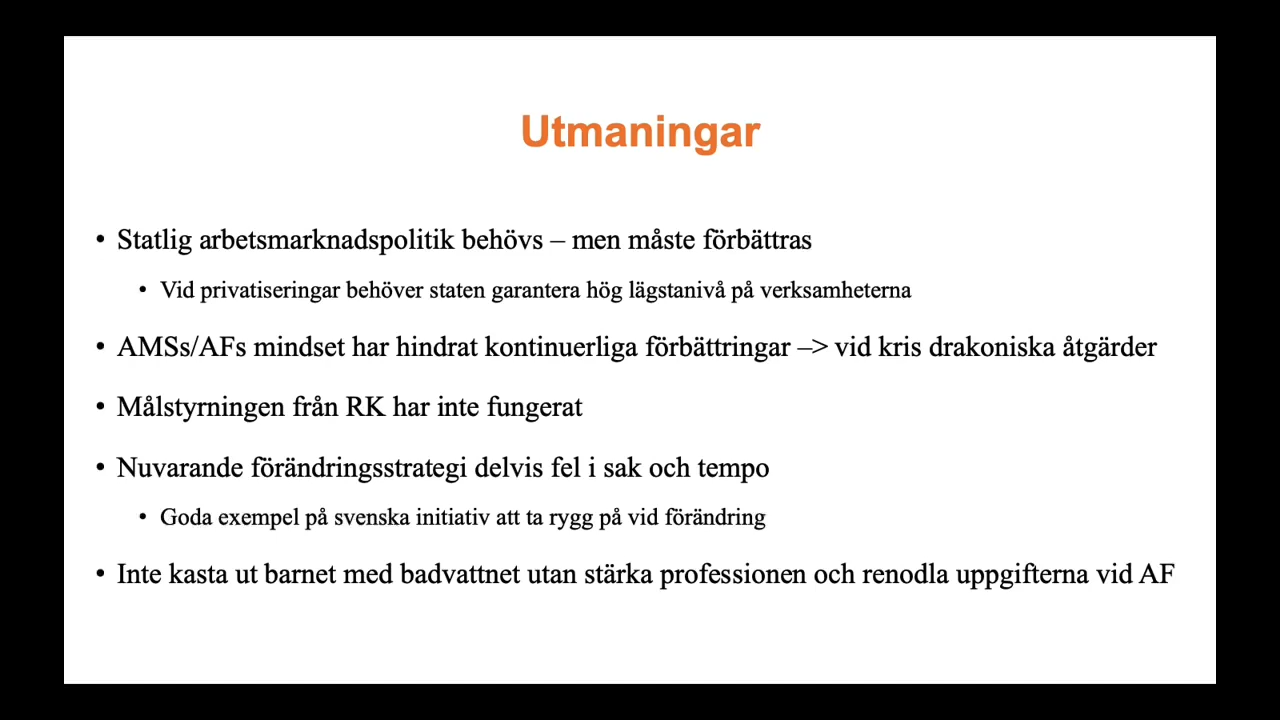 Utmaningar
• Statlig arbetsmarknadspolitik behövs – men måste förbättras
• Vid privatiseringar behöver staten garantera hög lägstanivå på verksamheterna
• AMSs/AFs mindset har hindrat kontinuerliga förbättringar –> vid kris drakoniska åtgärder
• Målstyrningen från RK har inte fungerat
• Nuvarande förändringsstrategi delvis fel i sak och tempo
• Goda exempel på svenska initiativ att ta rygg på vid förändring
• Inte kasta ut barnet med badvattnet utan stärka professionen och renodla uppgifterna vid AF